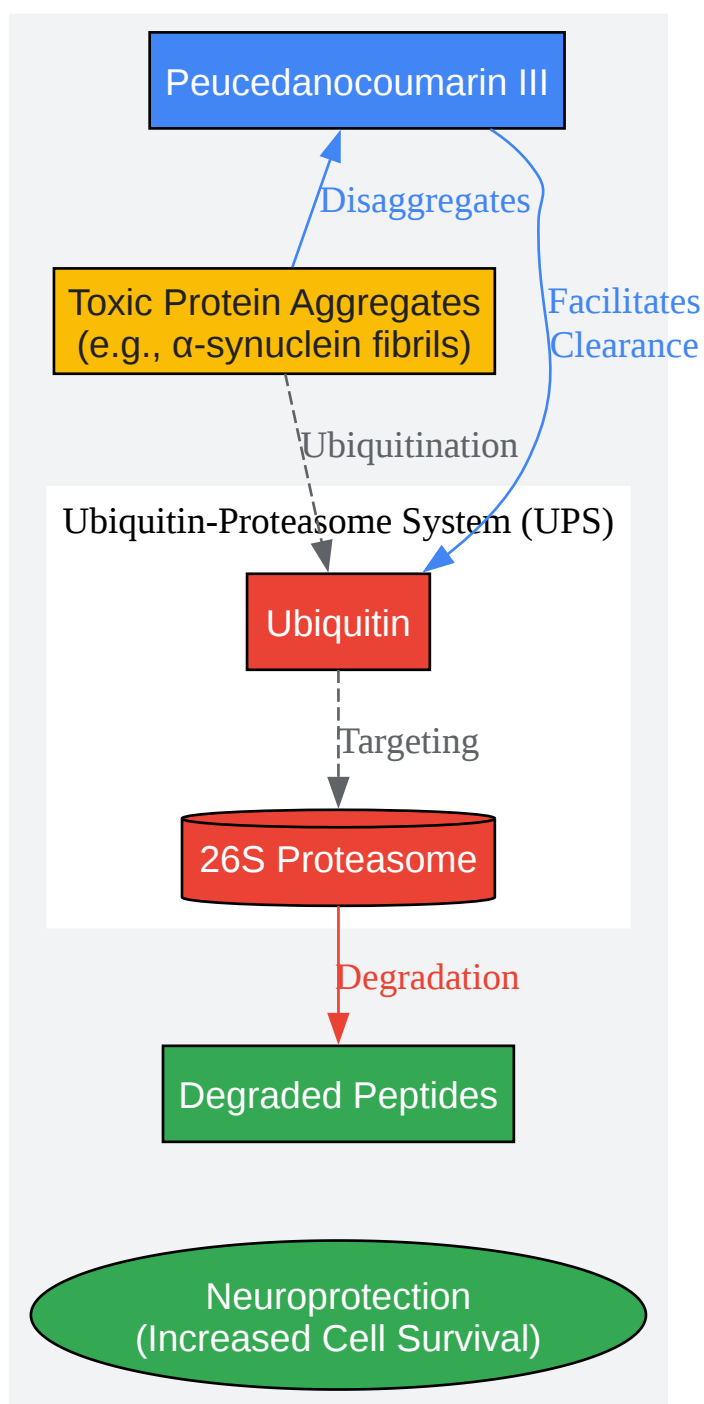 Peucedanocoumarin III
Disaggregates
Toxic Protein Aggregates
(e.g., α-synuclein fibrils)
Facilitates
Clearance
Ubiquitination
Ubiquitin-Proteasome System (UPS)
Ubiquitin
Targeting
26S Proteasome
Degradation
Degraded Peptides
Neuroprotection
(Increased Cell Survival)